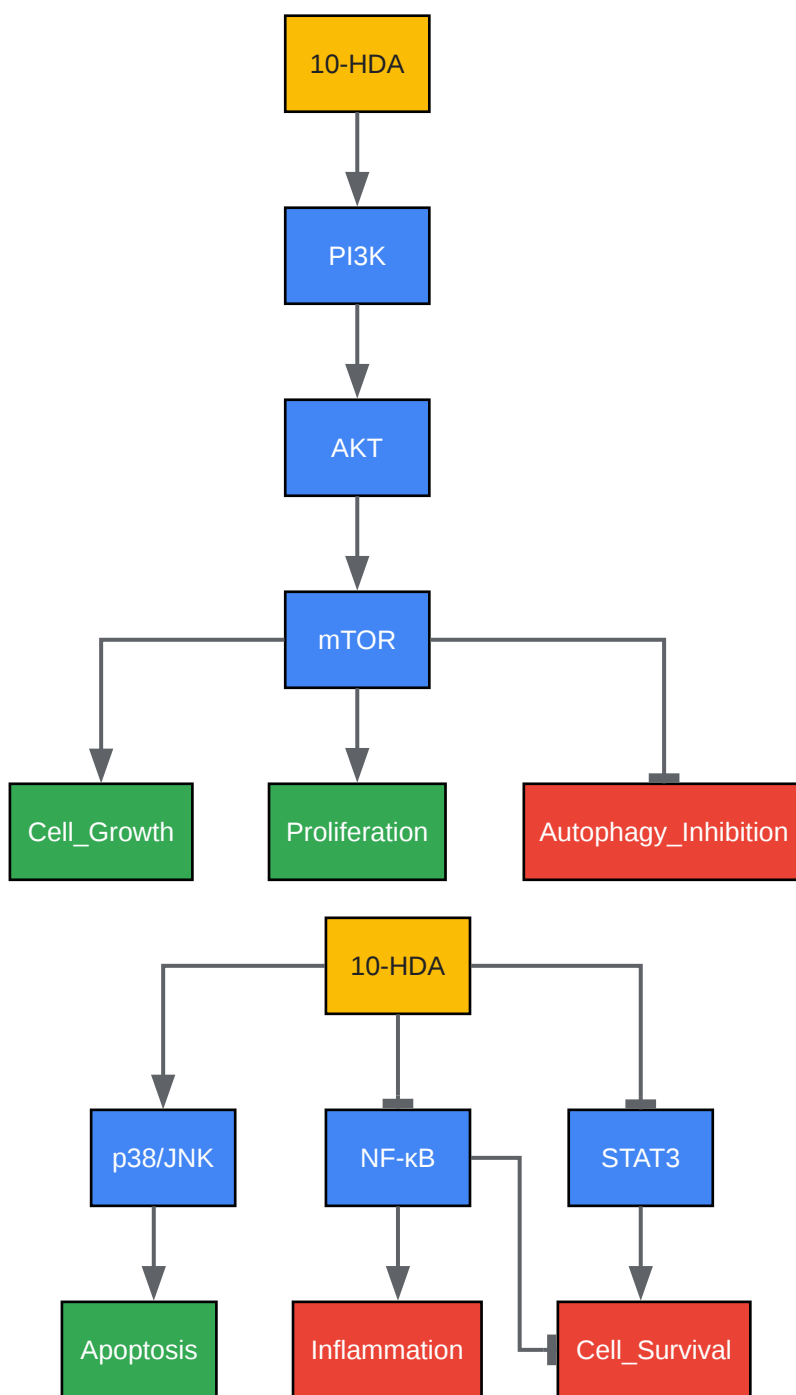 10-HDA
PI3K
AKT
mTOR
Cell_Growth
Proliferation
Autophagy_Inhibition
10-HDA
p38/JNK
NF-κB
STAT3
Apoptosis
Inflammation
Cell_Survival